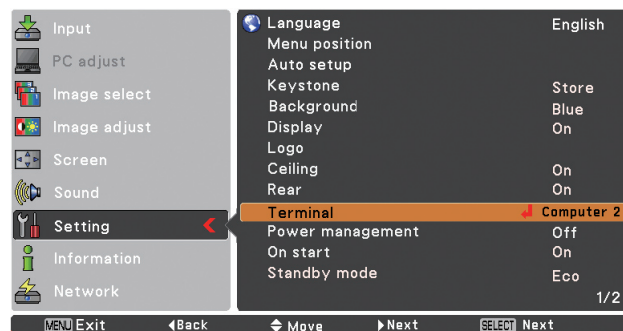 Input
PC adjust
Image select
Image adjust
Screen
Sound
Setting
Information
Network
Language English
Menu position
Auto setup
Keystone Store
Background Blue
Display On
Logo
Ceiling On
Rear On
Terminal Computer 2
Power management Off
On start On
Standby mode Eco
1/2
MENU Exit Back Move Next SELECT Next